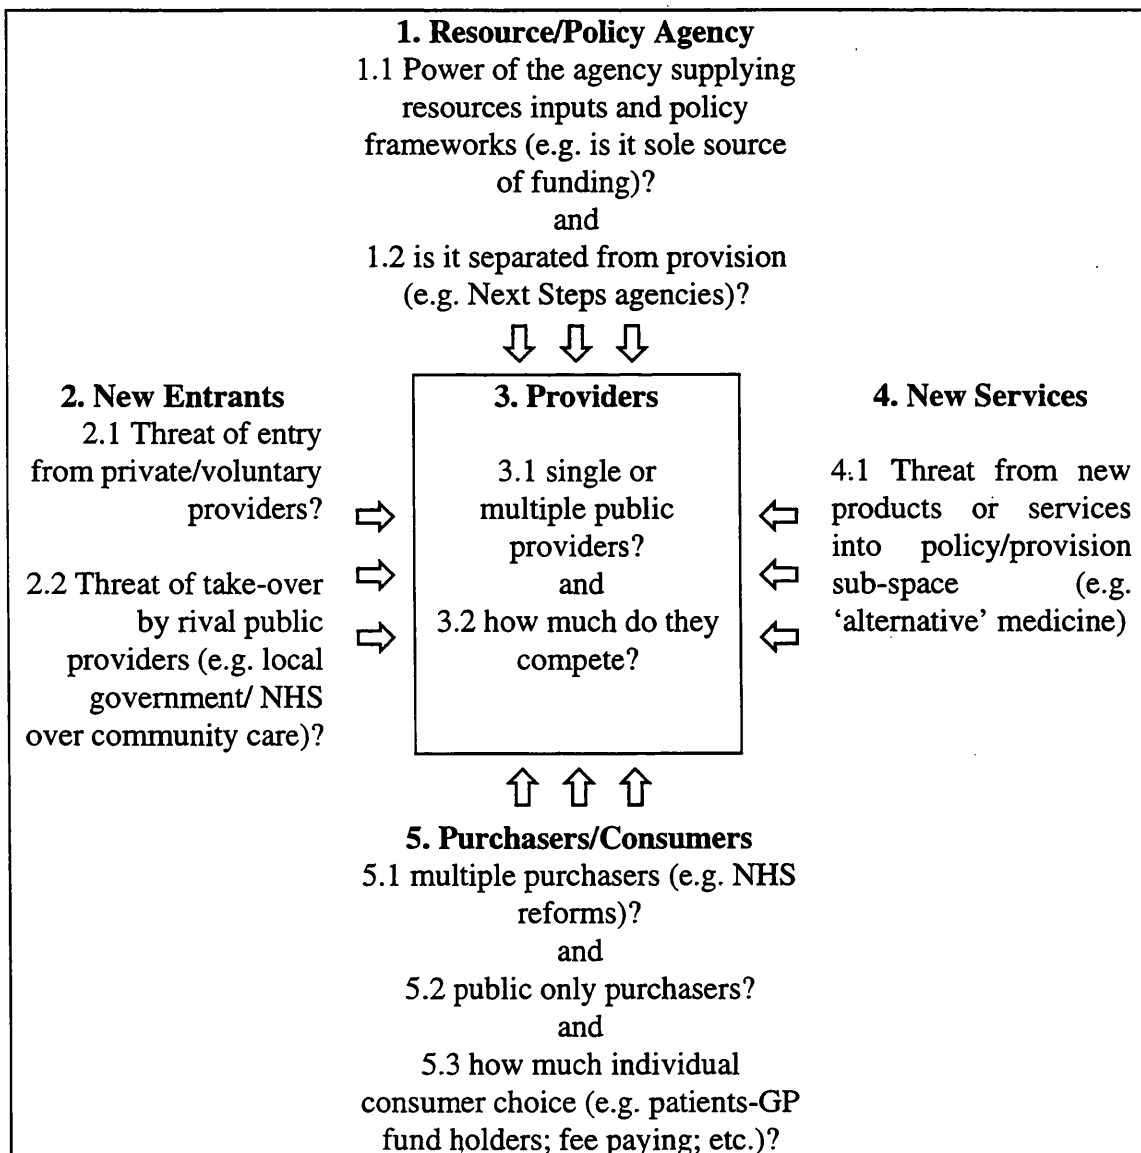 1. Resource/Policy Agency
1.1 Power of the agency supplying
resources inputs and policy
frameworks (e.g. is it sole source
of funding)?
and
1.2 is it separated from provision
(e.g. Next Steps agencies)?
2. New Entrants
2.1 Threat of entry
from private/voluntary
providers?
2.2 Threat of take-over
by rival public
providers (e.g. local
government/ NHS
over community care)?
3. Providers
3.1 single or
multiple public
providers?
and
3.2 how much do they
compete?
4. New Services
4.1 Threat from new
products or services
into policy/provision
sub-space (e.g.
‘alternative’ medicine)
5. Purchasers/Consumers
5.1 multiple purchasers (e.g. NHS
reforms)?
and
5.2 public only purchasers?
and
5.3 how much individual
consumer choice (e.g. patients-GP
fund holders; fee paying; etc.)?